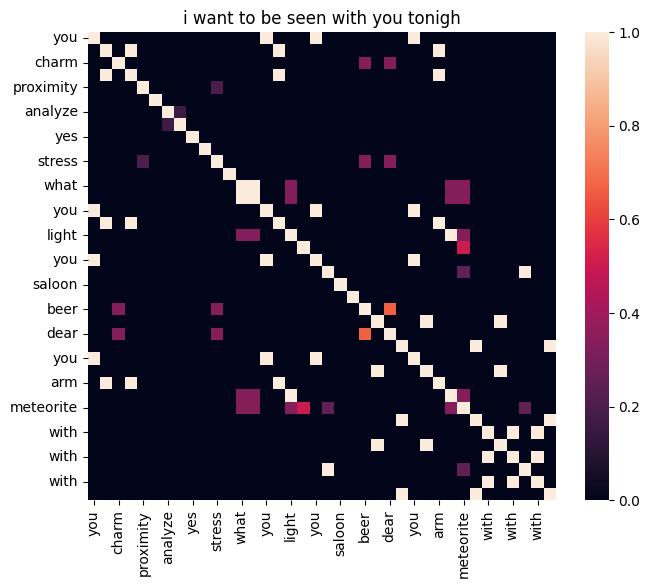 i want to be seen with you tonigh
you
charm
proximity
analyze
yes
stress
what
you
light
you
saloon
beer
dear
you
arm
meteorite
with
with
with
1.0
0.8
0.6
0.4
0.2
0.0
you
charm
proximity
analyze
yes
stress
what
you
light
you
saloon
beer
dear
you
arm
meteorite
with
with
with